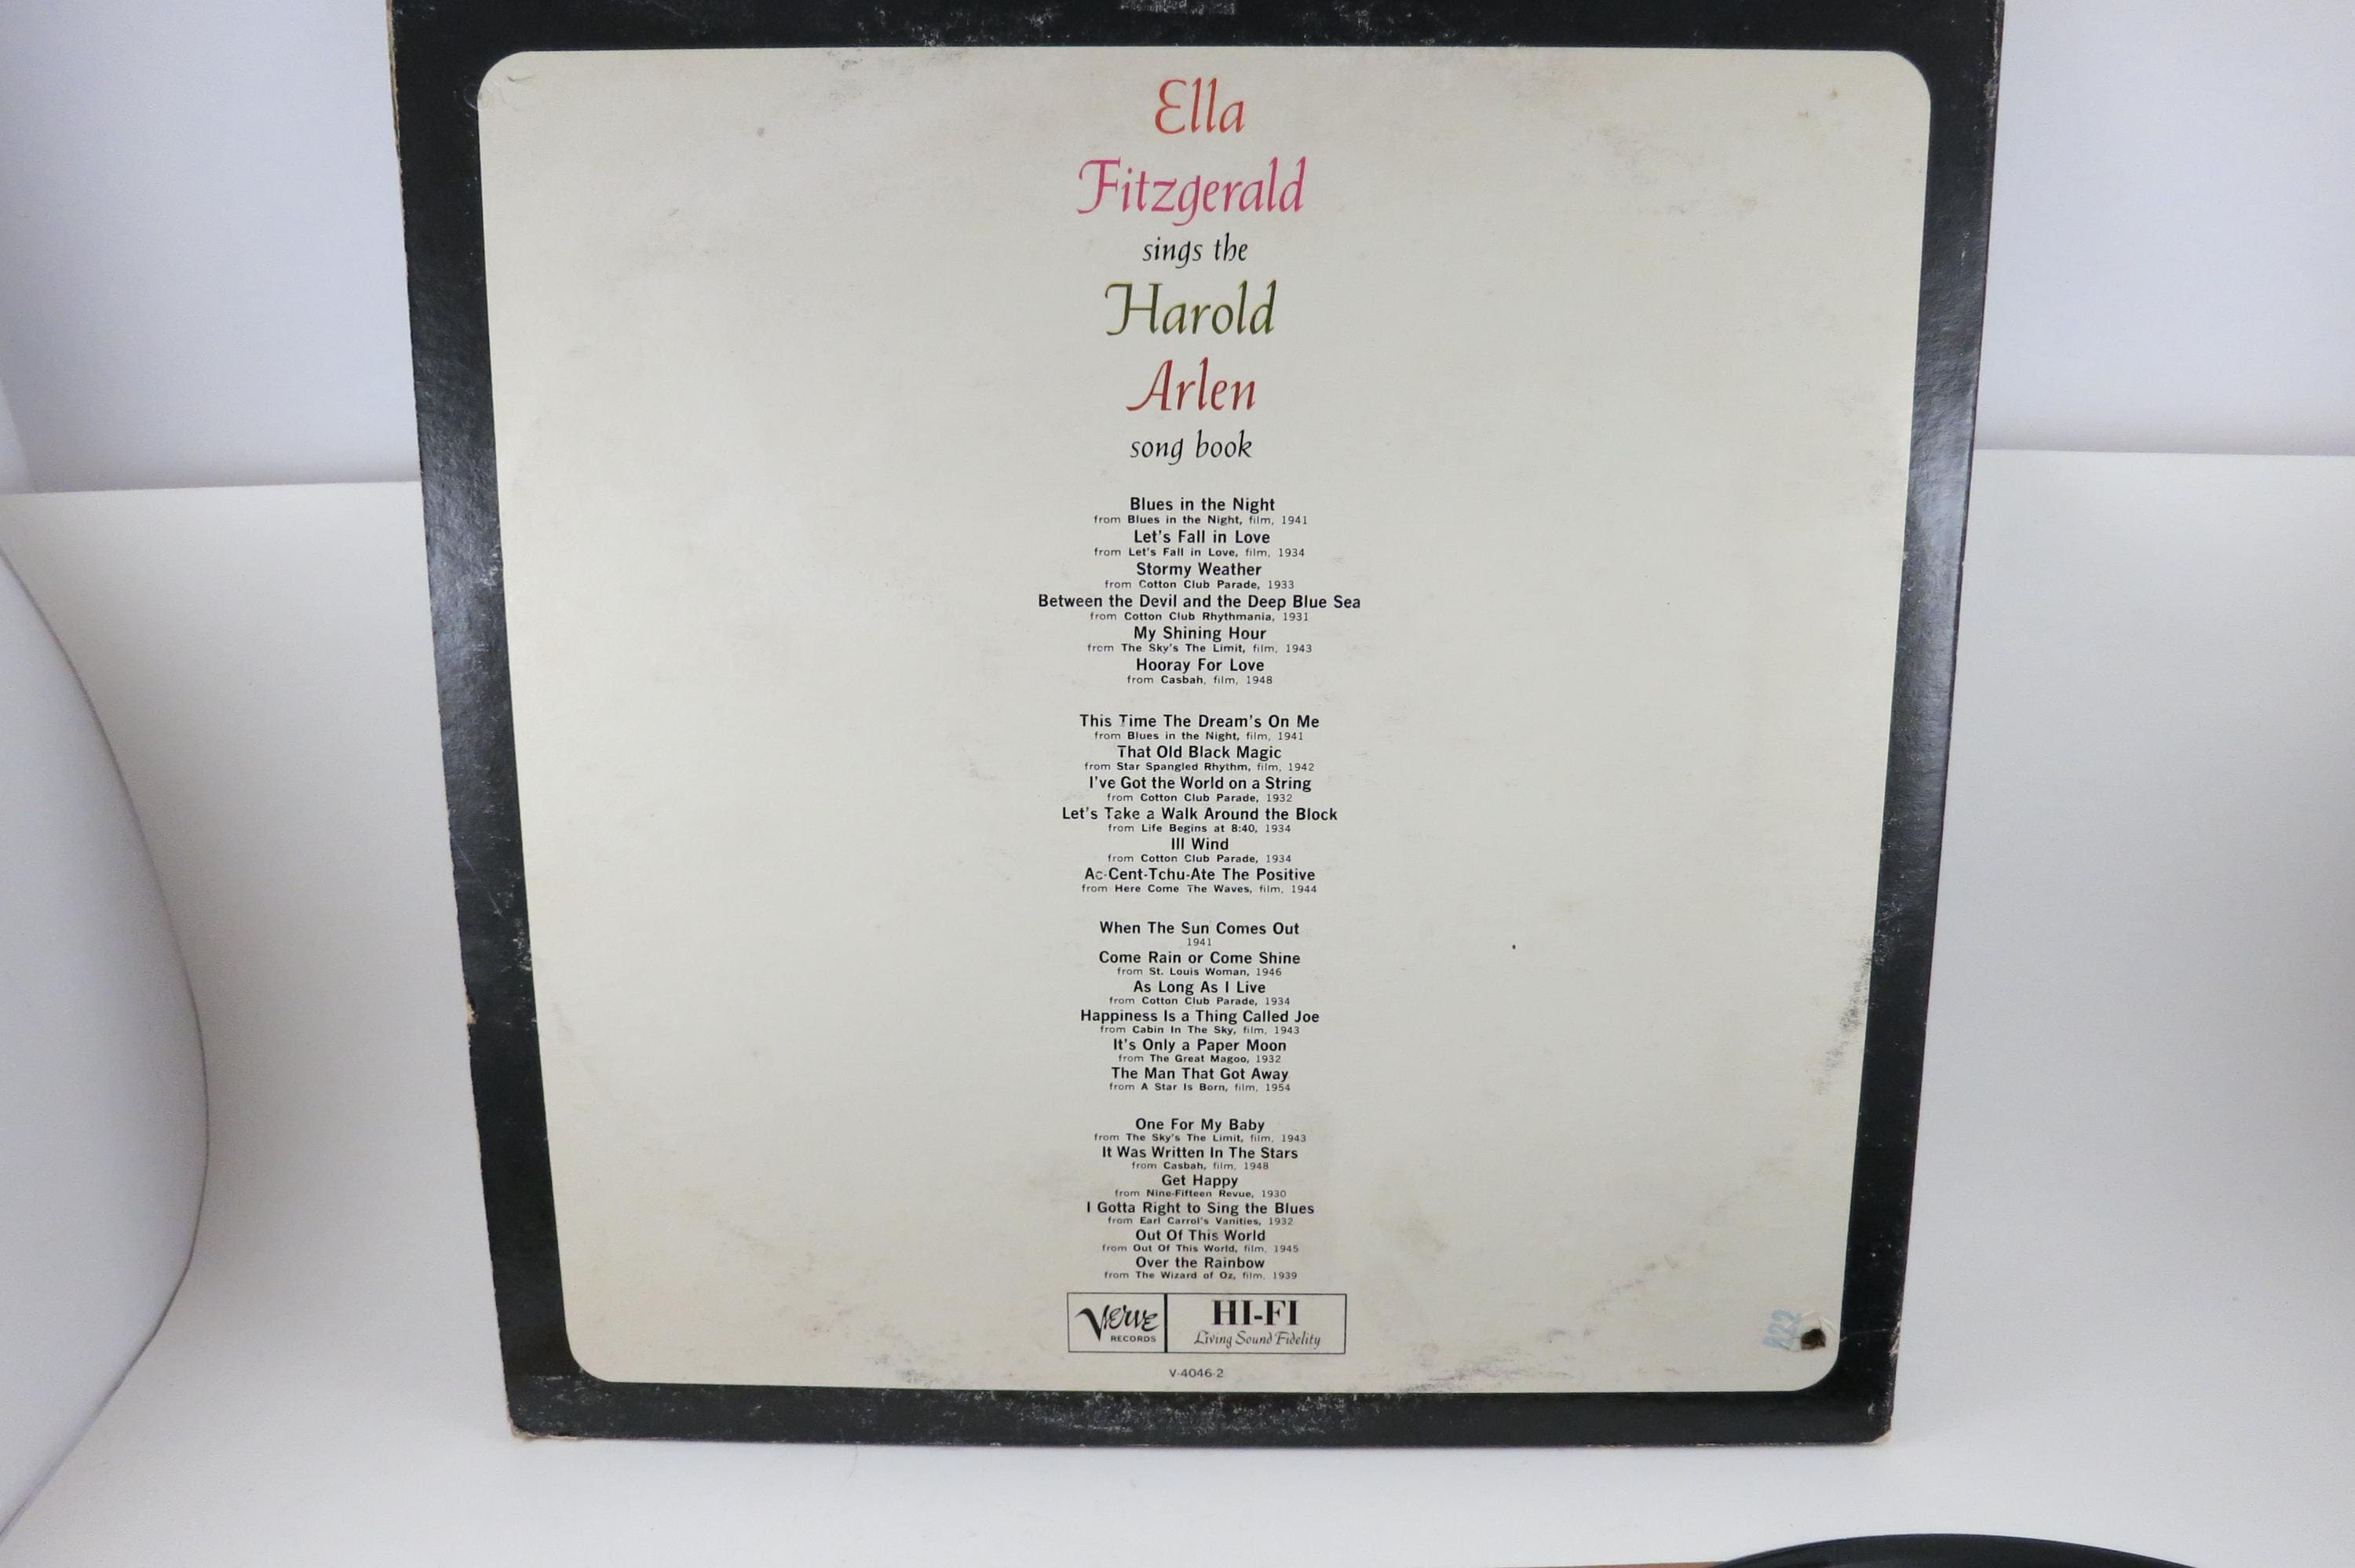 Ella
Fitzgerald
sings the
Harold
Arlen
song book
Blues in the Night
from Blues in the Night, film, 1941
Let's Fall in Love
from Let's Fall in Love, film, 1934
Stormy Weather
from Cotton Club Parade, 1933
Between the Devil and the Deep Blue Sea
from Cotton Club Rhythmania, 1931
My Shining Hour
from The Sky's The Limit, film, 1943
Hooray For Love
from Casbah, film, 1948
This Time The Dream's On Me
from Blues in the Night, film, 1941
That Old Black Magic
from Star Spangled Rhythm, film, 1942
I've Got the World on a String
from Cotton Club Parade, 1932
Let's Take a Walk Around the Block
from Life Begins at 8:40, 1934
Ill Wind
from Cotton Club Parade, 1934
Ac-Cent-Tchu-Ate The Positive
from Here Come The Waves, film, 1944
When The Sun Comes Out
1941
Come Rain or Come Shine
from St. Louis Woman, 1946
As Long As I Live
from Cotton Club Parade, 1934
Happiness Is a Thing Called Joe
from Cabin In The Sky, film, 1943
It's Only a Paper Moon
from The Great Magoo, 1932
The Man That Got Away
from A Star Is Born, film, 1954
One For My Baby
from The Sky's The Limit, film, 1943
It Was Written In The Stars
from Casbah, film, 1948
Get Happy
from Nine-Fifteen Revue, 1930
I Gotta Right to Sing the Blues
from Earl Carrol's Vanities, 1932
Out Of This World
from Out Of This World, film, 1945
Over the Rainbow
from The Wizard of Oz, film, 1939
Verve RECORDS
HI-FI
Living Sound Fidelity
V-4046-2